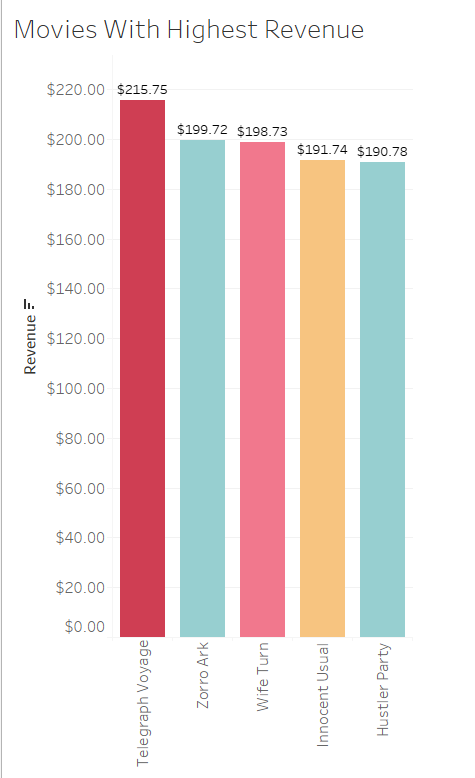 Movies With Highest Revenue
$220.00
$200.00
$180.00
$160.00
$140.00
$120.00
$100.00
$80.00
$60.00
$40.00
$20.00
$0.00
Revenue
$215.75
$199.72
$198.73
$191.74
$190.78
Telegraph Voyage
Zorro Ark
Wife Turn
Innocent Usual
Hustler Party